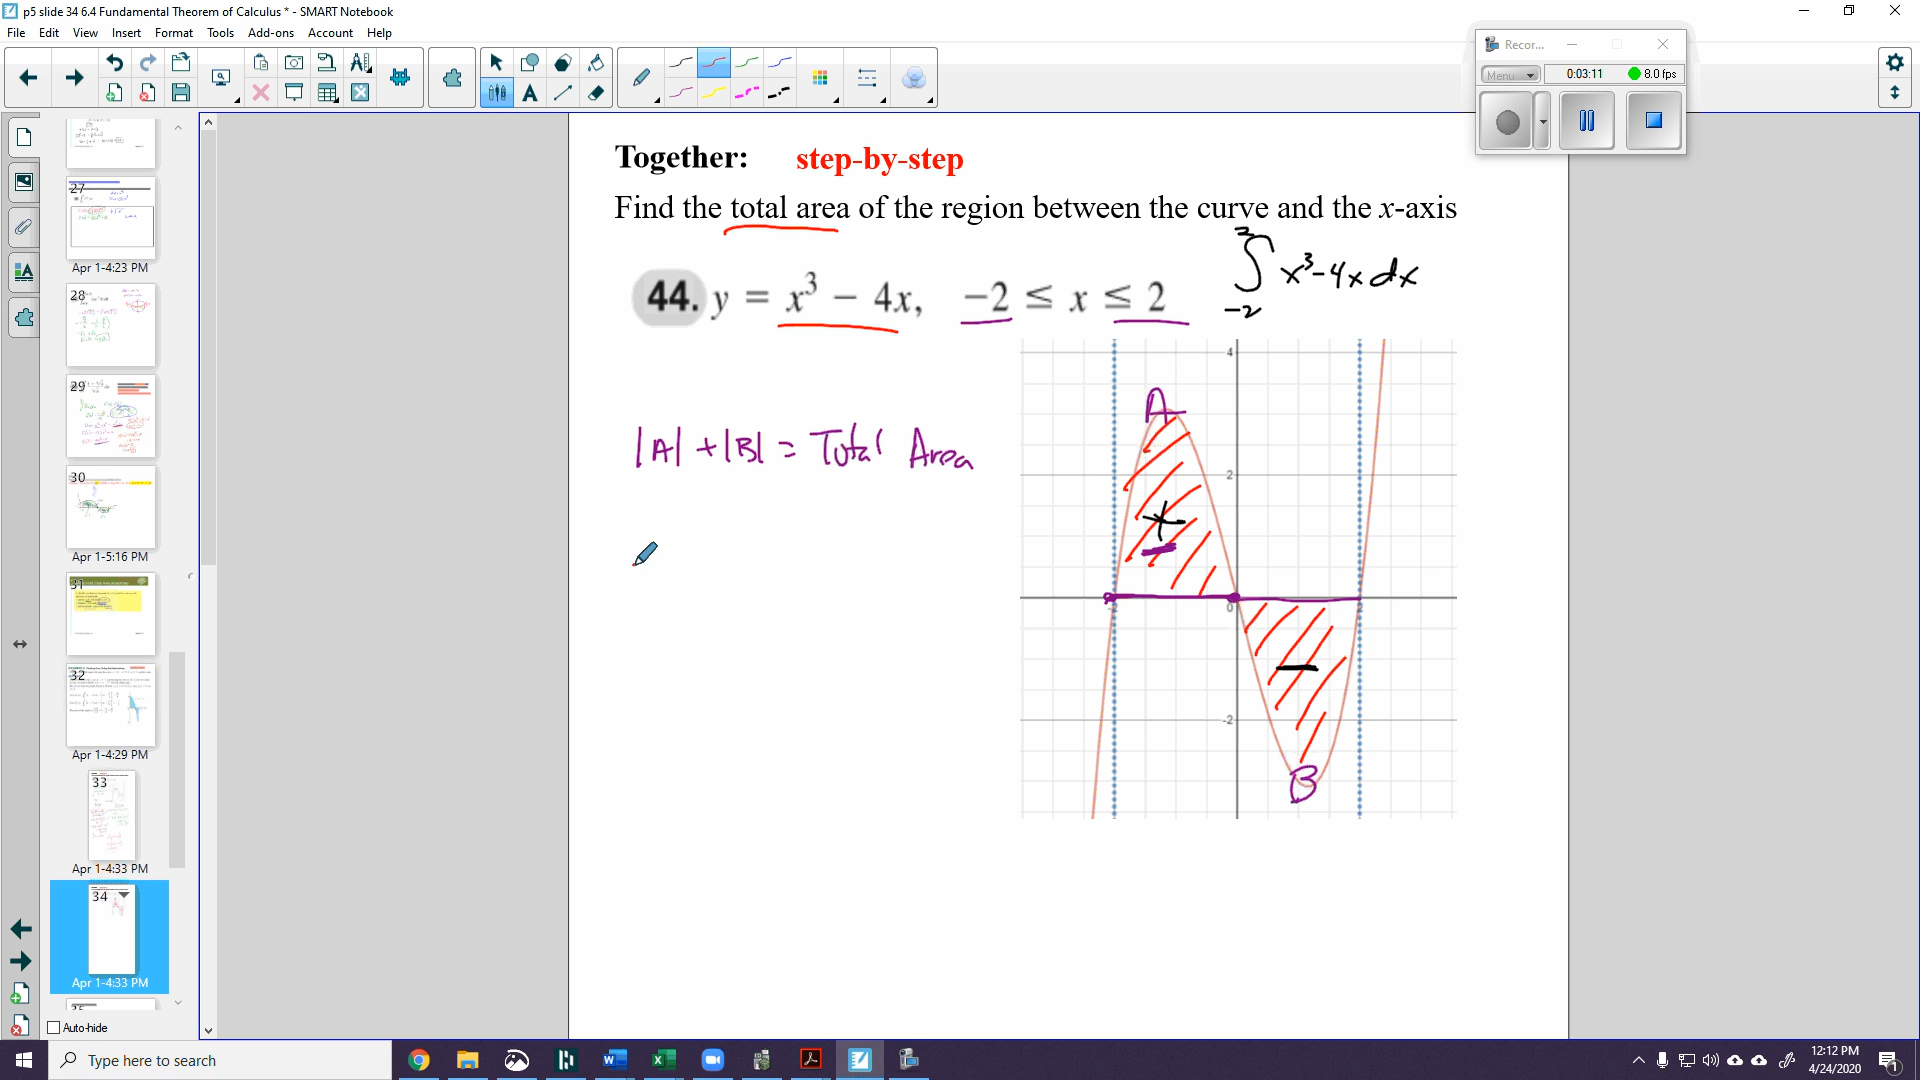 p5 slide 34 6.4 Fundamental Theorem of Calculus * - SMART Notebook
File Edit View Insert Format Tools Add-ons Account Help
Recor...
Menu 0:03:11 8.0 fps
Together: step-by-step
Find the total area of the region between the curve and the x-axis
44. y = x³ − 4x, −2 ≤ x ≤ 2
∫₋₂² x³-4x dx
|A| + |B| = Total Area
A
+
B
−
4
2
0
-2
2
27
Apr 1-4:23 PM
28
29
30
Apr 1-5:16 PM
31
32
Apr 1-4:29 PM
33
Apr 1-4:33 PM
34
Apr 1-4:33 PM
Auto-hide
Type here to search
12:12 PM
4/24/2020
1